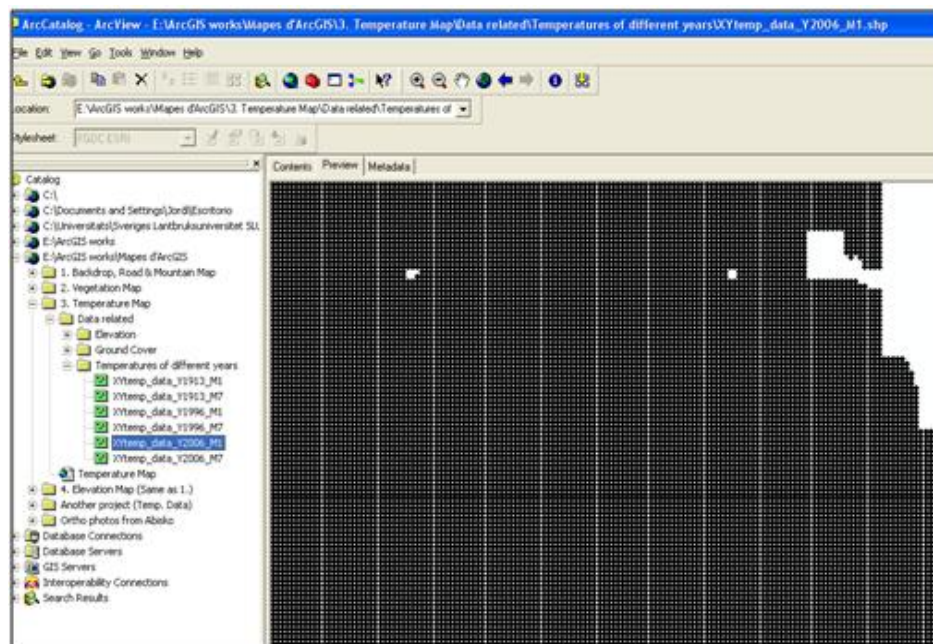 ArcCatalog - ArcView - E:\ArcGIS works\Mapes d'ArcGIS\3. Temperature Map\Data related\Temperatures of different years\XYtemp_data_Y2006_M1.shp
File Edit View Go Tools Window Help
Location: E:\ArcGIS works\Mapes d'ArcGIS\3. Temperature Map\Data related\Temperatures of
Stylesheet: FGDC ESRI
Contents Preview Metadata
Catalog
C:\
C:\Documents and Settings\Jordi\Escritorio
C:\Universitats\Sveriges Lantbruksuniversitet SLU,
E:\ArcGIS works
E:\ArcGIS works\Mapes d'ArcGIS
1. Backdrop, Road & Mountain Map
2. Vegetation Map
3. Temperature Map
Data related
Elevation
Ground Cover
Temperatures of different years
XYtemp_data_Y1913_M1
XYtemp_data_Y1913_M7
XYtemp_data_Y1996_M1
XYtemp_data_Y1996_M7
XYtemp_data_Y2006_M1
XYtemp_data_Y2006_M7
Temperature Map
4. Elevation Map (Same as 1.)
Another project (Temp. Data)
Ortho photos from Abisko
Database Connections
Database Servers
GIS Servers
Interoperability Connections
Search Results